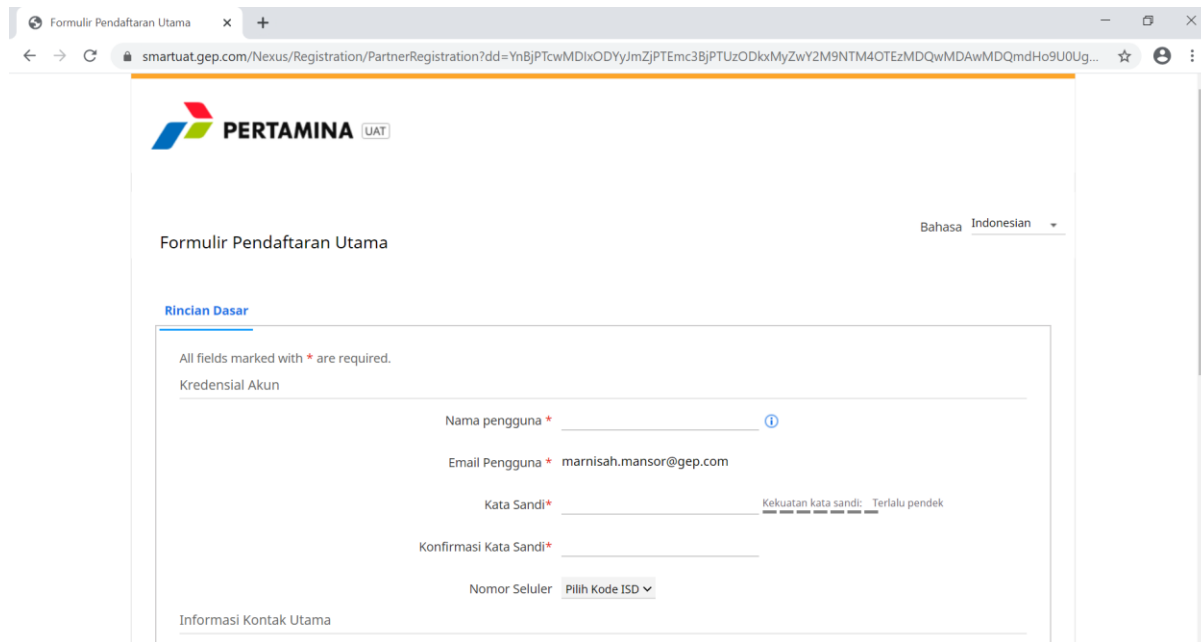 Formulir Pendaftaran Utama
smartuat.gep.com/Nexus/Registration/PartnerRegistration?dd=YnBjPTcwMDIxODYyJmZjPTEmc3BjPTUzODkxMyZwY2M9NTM4OTEzMDQwMDAwMDQmdHo9U0Ug...
PERTAMINA UAT
Bahasa Indonesian
Formulir Pendaftaran Utama
Rincian Dasar
All fields marked with * are required.
Kredensial Akun
Nama pengguna *
Email Pengguna * marnisah.mansor@gep.com
Kata Sandi* Kekuatan kata sandi: Terlalu pendek
Konfirmasi Kata Sandi*
Nomor Seluler Pilih Kode ISD
Informasi Kontak Utama